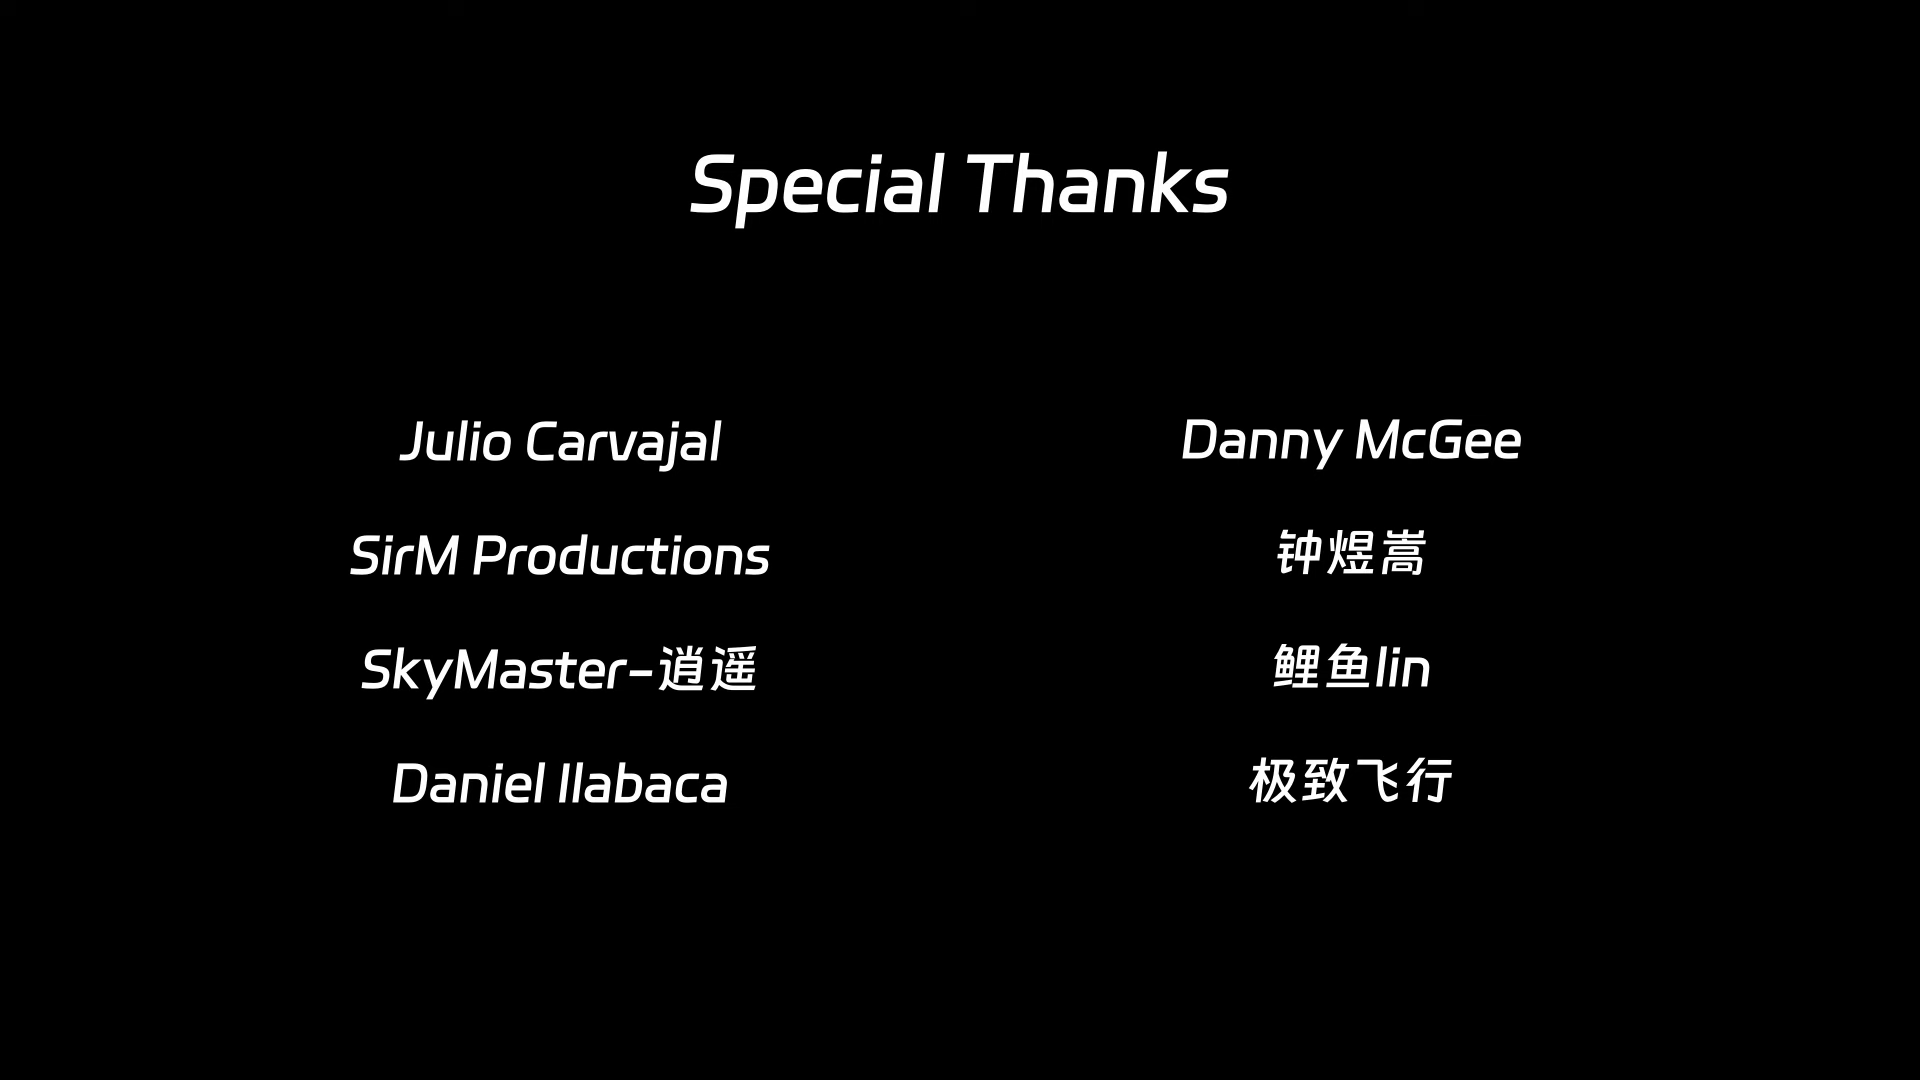 Special Thanks
Julio Carvajal
Danny McGee
SirM Productions
钟煜嵩
SkyMaster-逍遥
鲤鱼lin
Daniel Ilabaca
极致飞行